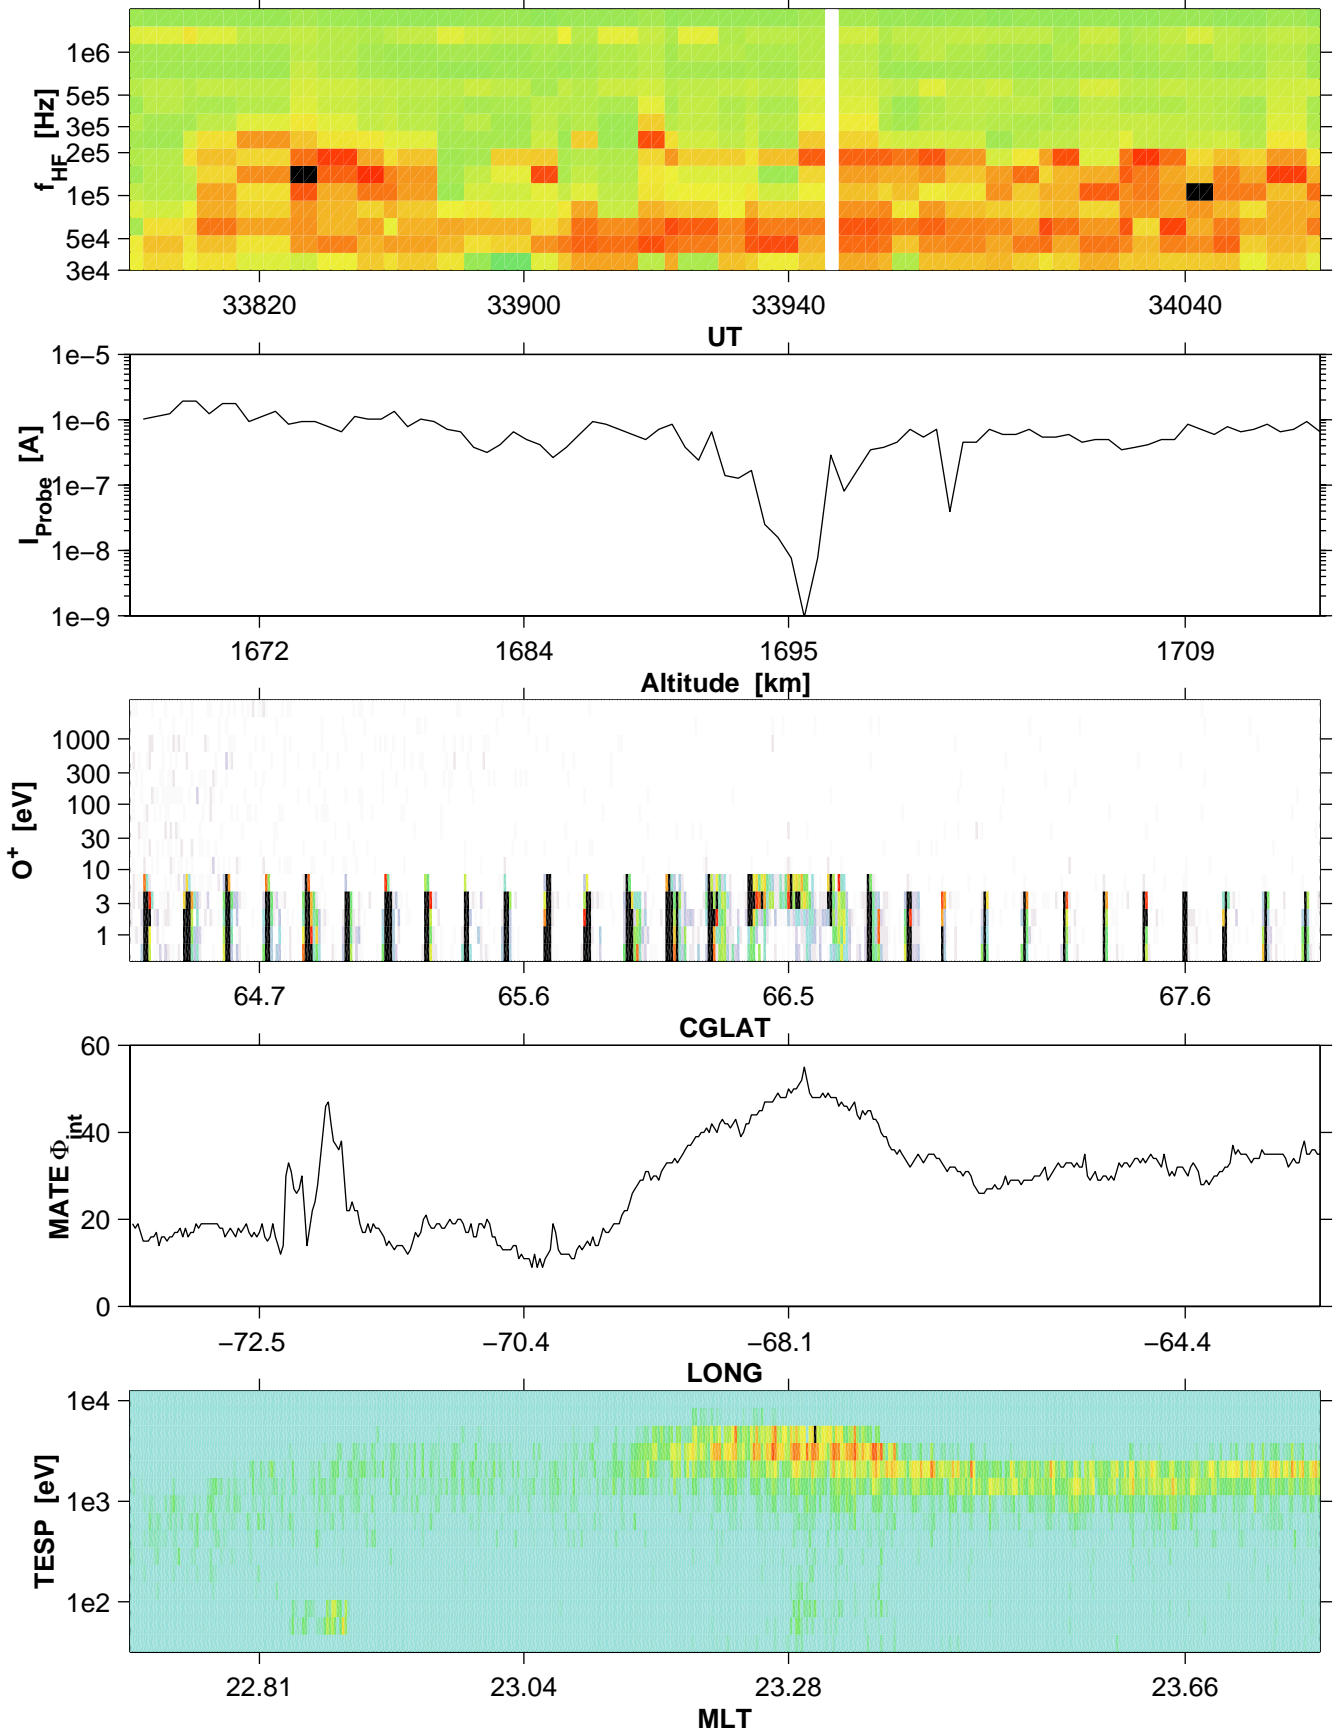 1e6
5e5
3e5
2e5
1e5
5e4
3e4
f_HF [Hz]
33820 33900 33940 34040
UT
1e−5
1e−6
1e−7
1e−8
1e−9
I_Probe [A]
1672 1684 1695 1709
Altitude [km]
1000
300
100
30
10
3
1
O+ [eV]
64.7 65.6 66.5 67.6
CGLAT
60
40
20
0
MATE Φ_int
−72.5 −70.4 −68.1 −64.4
LONG
1e4
1e3
1e2
TESP [eV]
22.81 23.04 23.28 23.66
MLT